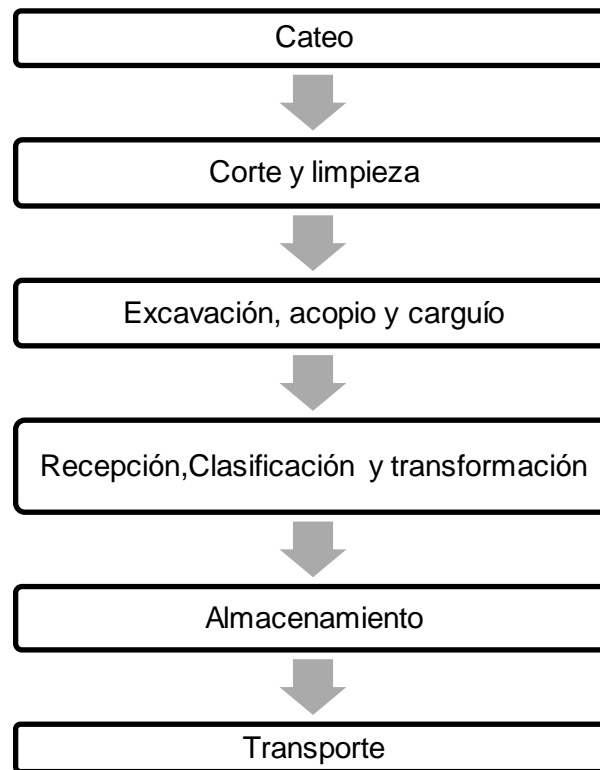 Cateo
Corte y limpieza
Excavación, acopio y carguío
Recepción,Clasificación y transformación
Almacenamiento
Transporte